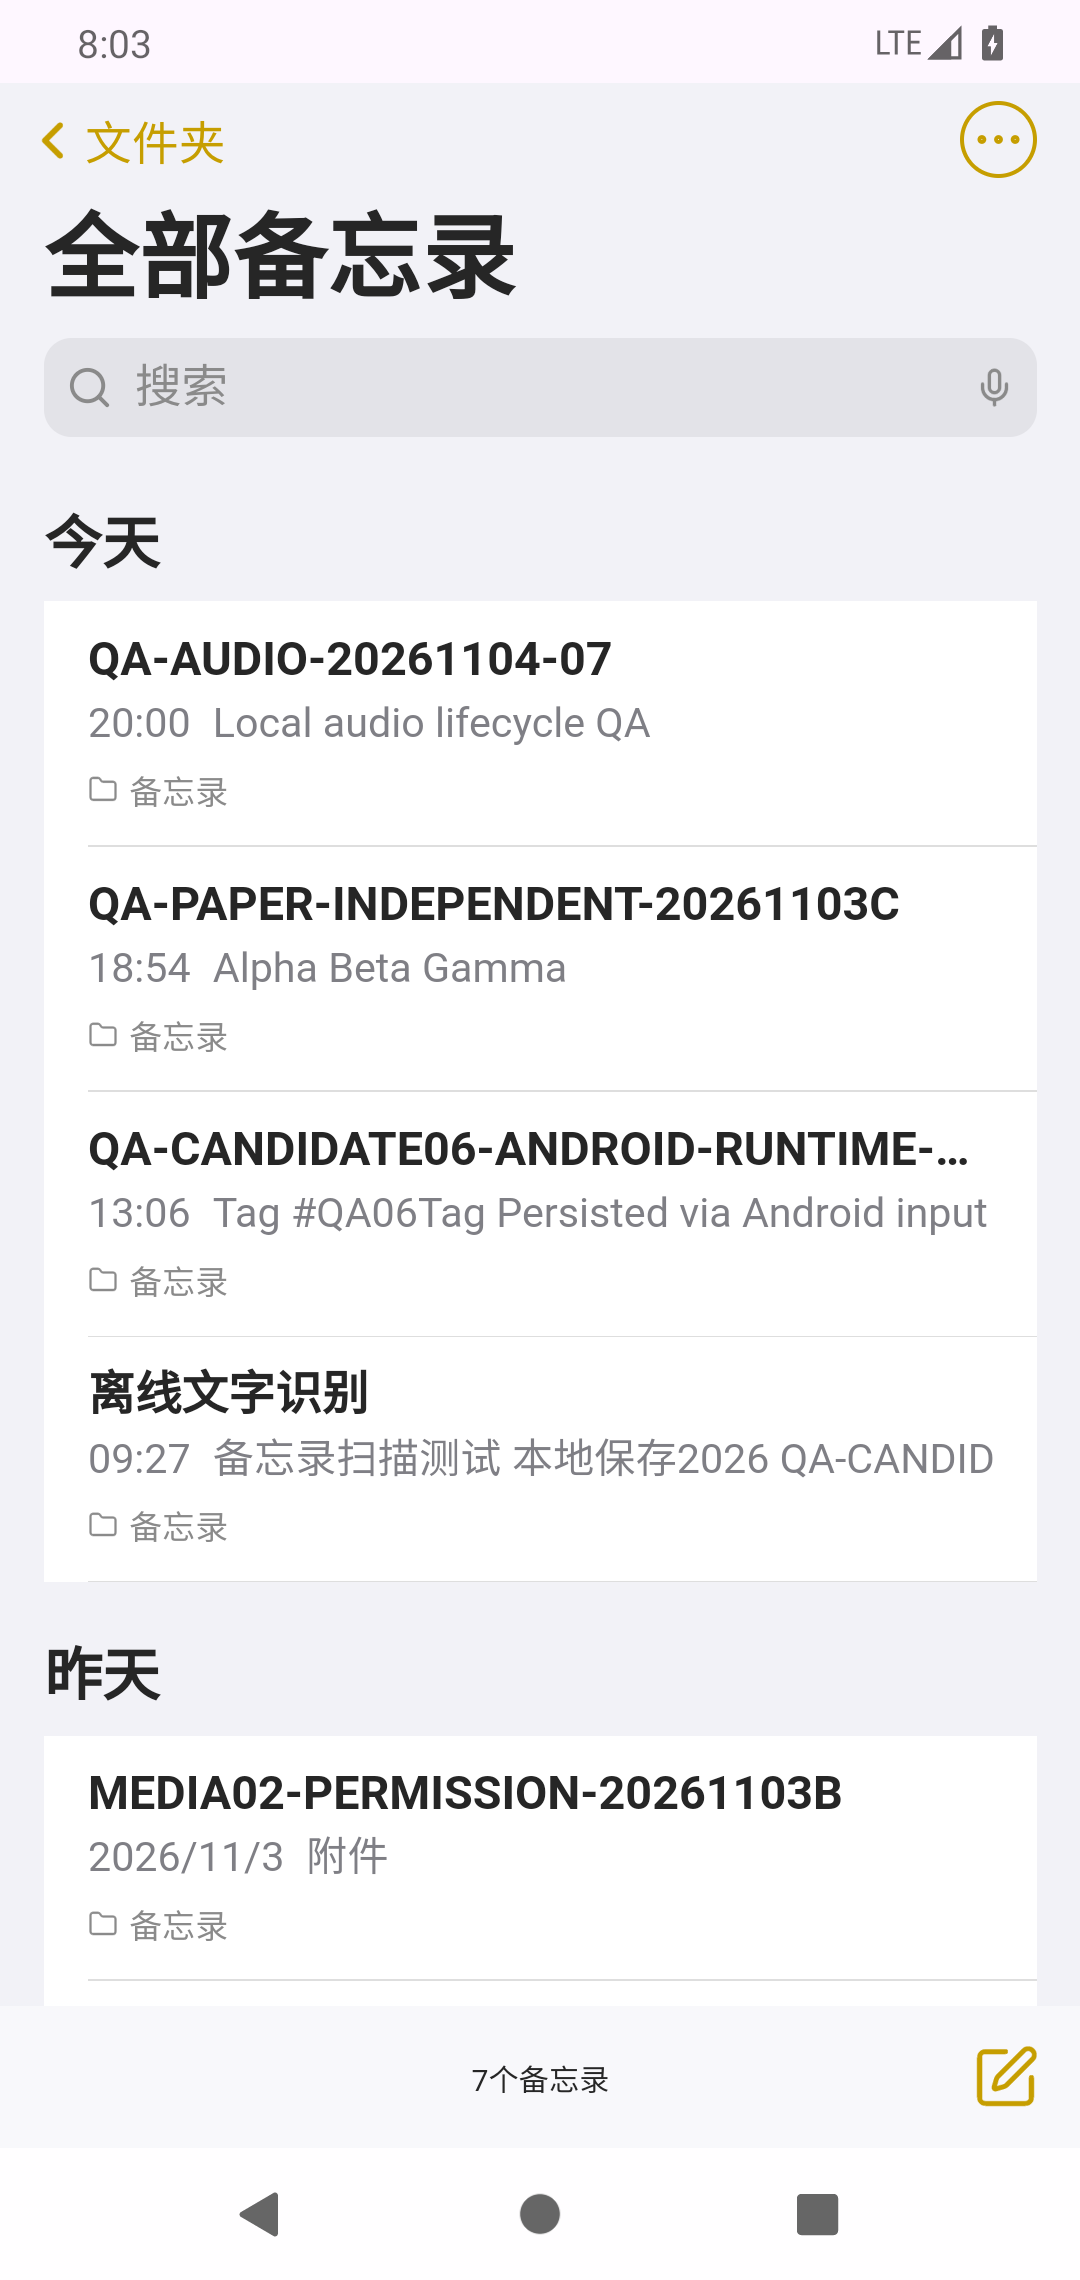 8:03 LTE
文件夹
全部备忘录
搜索
今天
QA-AUDIO-20261104-07
20:00 Local audio lifecycle QA
备忘录
QA-PAPER-INDEPENDENT-20261103C
18:54 Alpha Beta Gamma
备忘录
QA-CANDIDATE06-ANDROID-RUNTIME-...
13:06 Tag #QA06Tag Persisted via Android input
备忘录
离线文字识别
09:27 备忘录扫描测试 本地保存2026 QA-CANDID
备忘录
昨天
MEDIA02-PERMISSION-20261103B
2026/11/3 附件
备忘录
7个备忘录